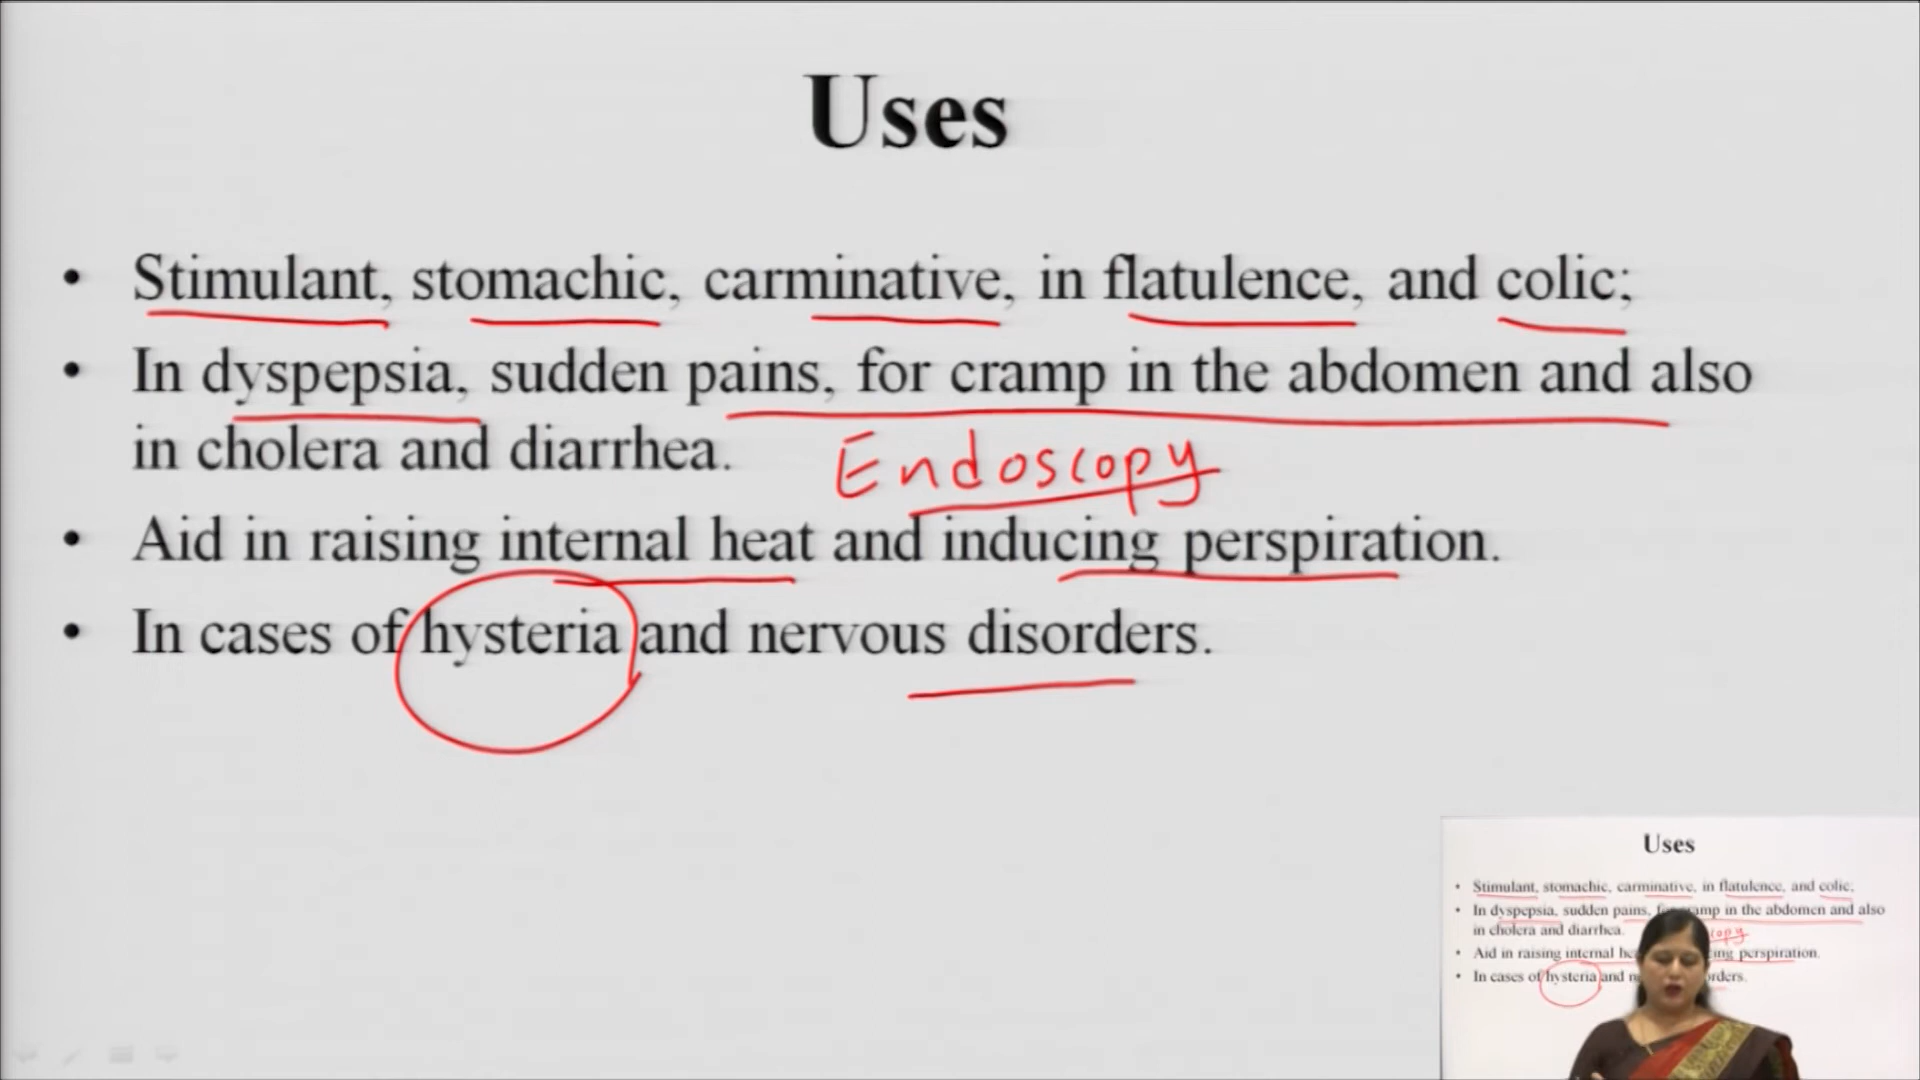 Uses
• Stimulant, stomachic, carminative, in flatulence, and colic;
• In dyspepsia, sudden pains, for cramp in the abdomen and also
in cholera and diarrhea.
Endoscopy
• Aid in raising internal heat and inducing perspiration.
• In cases of hysteria and nervous disorders.
Uses
• Stimulant, stomachic, carminative, in flatulence, and colic;
• In dyspepsia, sudden pains, in the abdomen and also
in cholera and diarrhea.
• Aid in raising internal perspiration.
• In cases of hysteria and